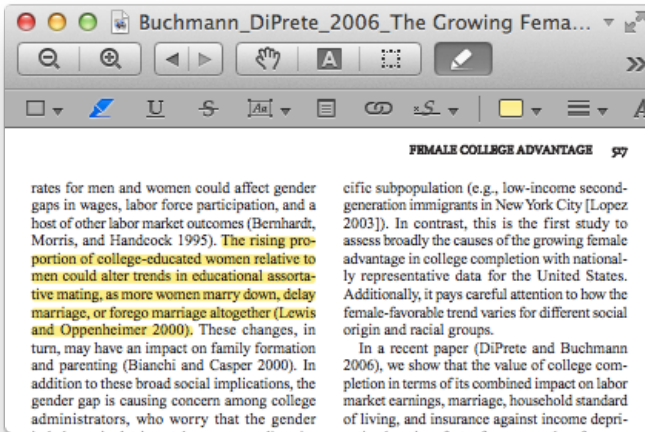 Buchmann_DiPrete_2006_The Growing Fema...
A
U
S
Aa
S
A
FEMALE COLLEGE ADVANTAGE 517
rates for men and women could affect gender
gaps in wages, labor force participation, and a
host of other labor market outcomes (Bernhardt,
Morris, and Handcock 1995). The rising pro-
portion of college-educated women relative to
men could alter trends in educational assorta-
tive mating, as more women marry down, delay
marriage, or forego marriage altogether (Lewis
and Oppenheimer 2000). These changes, in
turn, may have an impact on family formation
and parenting (Bianchi and Casper 2000). In
addition to these broad social implications, the
gender gap is causing concern among college
administrators, who worry that the gender
cific subpopulation (e.g., low-income second-
generation immigrants in New York City [Lopez
2003]). In contrast, this is the first study to
assess broadly the causes of the growing female
advantage in college completion with national-
ly representative data for the United States.
Additionally, it pays careful attention to how the
female-favorable trend varies for different social
origin and racial groups.
In a recent paper (DiPrete and Buchmann
2006), we show that the value of college com-
pletion in terms of its combined impact on labor
market earnings, marriage, household standard
of living, and insurance against income depri-